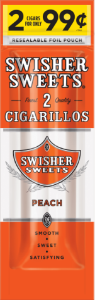 2 CIGARS FOR ONLY 99¢
RESEALABLE FOIL POUCH
SWISHER
SWEETS
2
CIGARILLOS
SWISHER
SWEETS
PEACH
SMOOTH
SWEET
SATISFYING